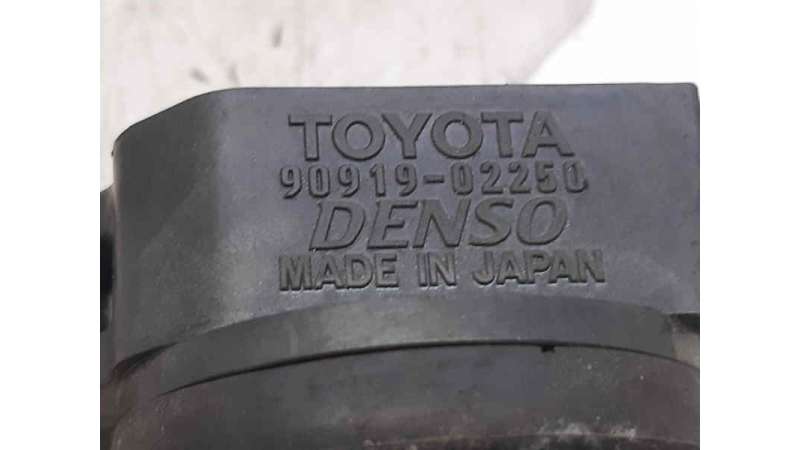 TOYOTA
90919-02250
DENSO
MADE IN JAPAN